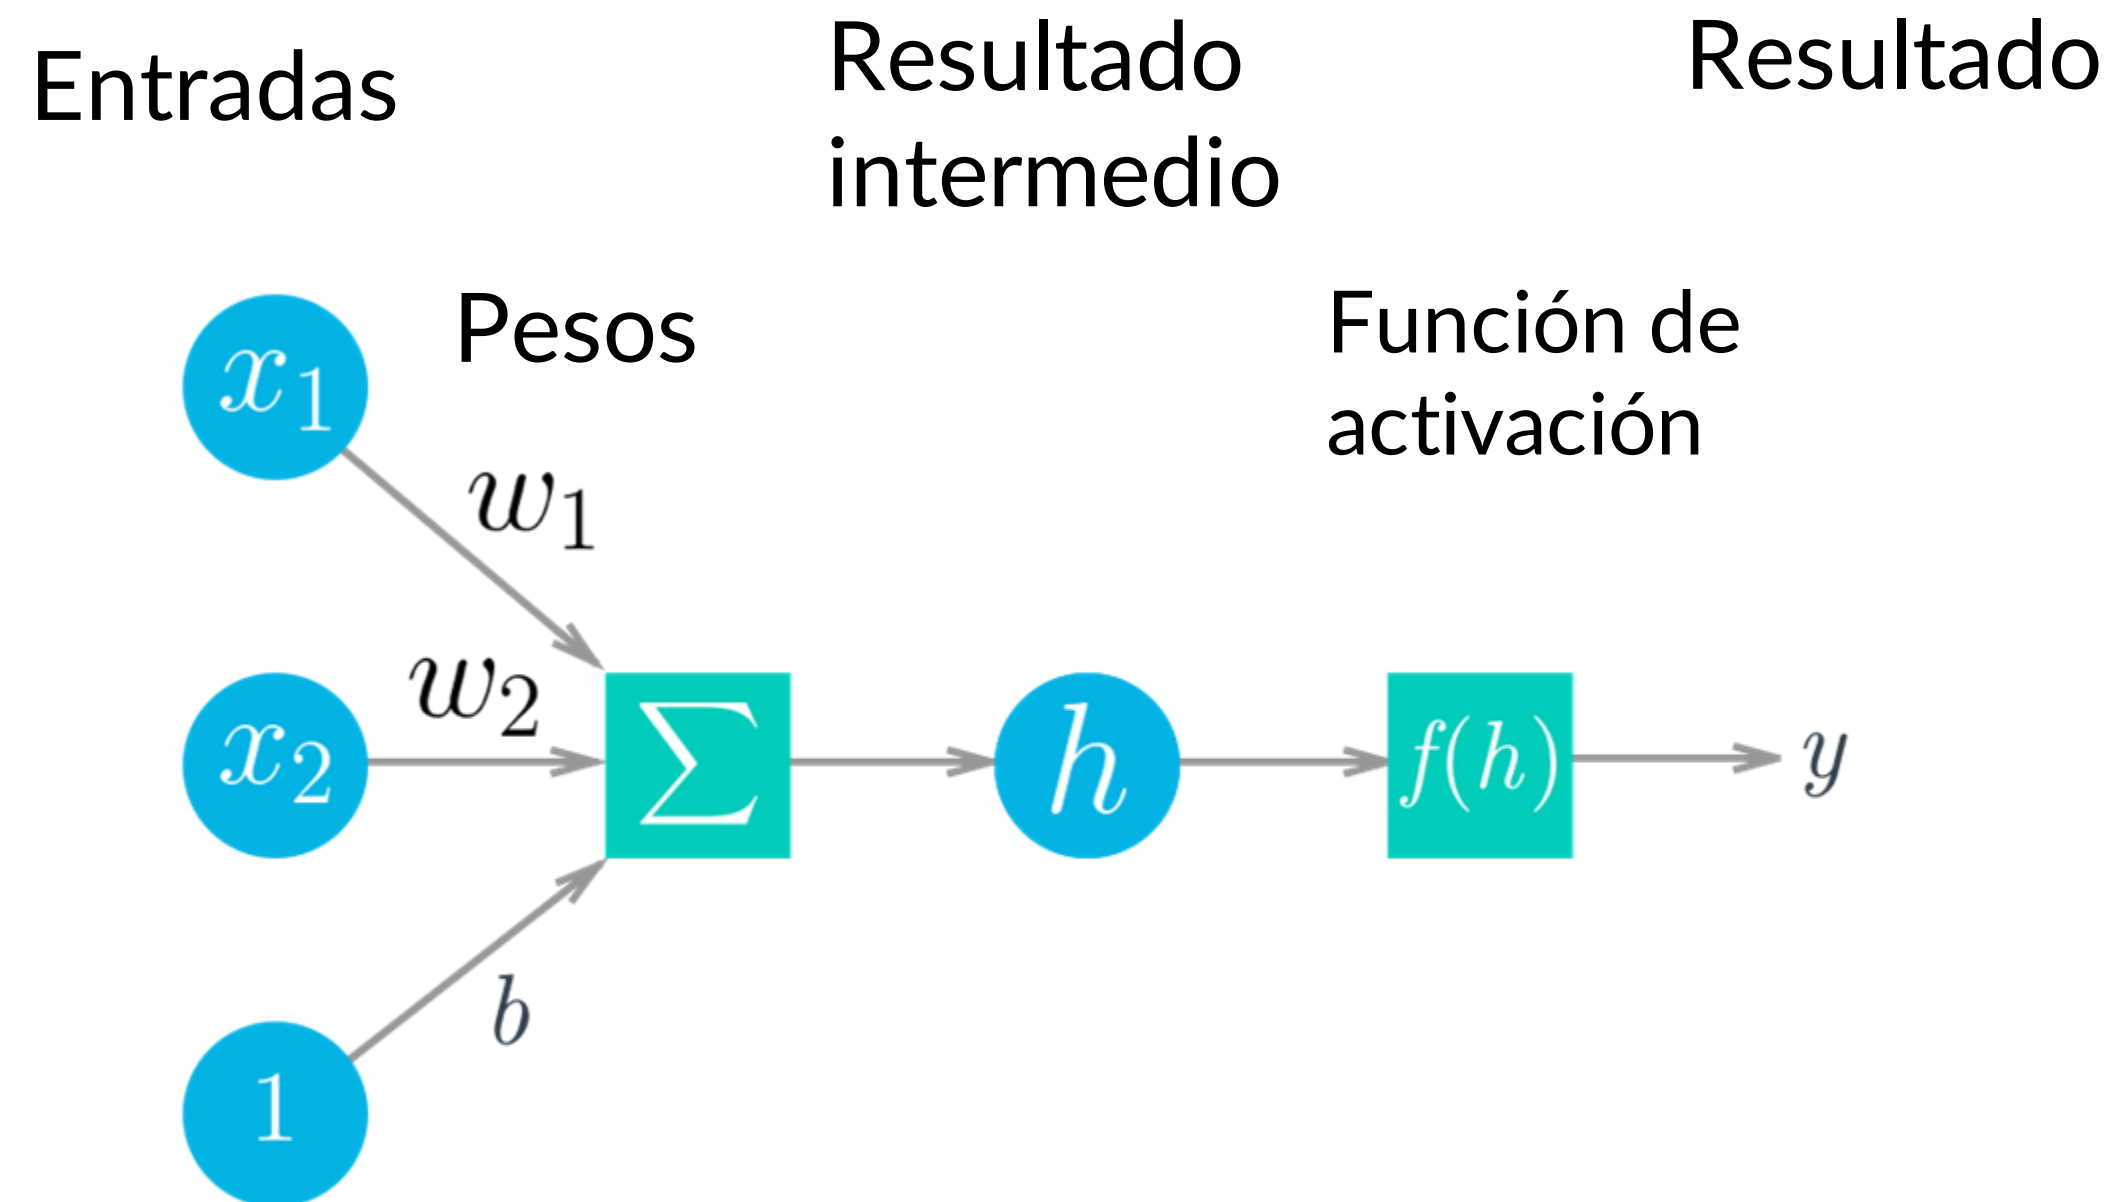 Entradas
Resultado
intermedio
Resultado
Pesos
Función de
activación
x₁
w₁
x₂
w₂
∑
h
f(h)
y
b
1